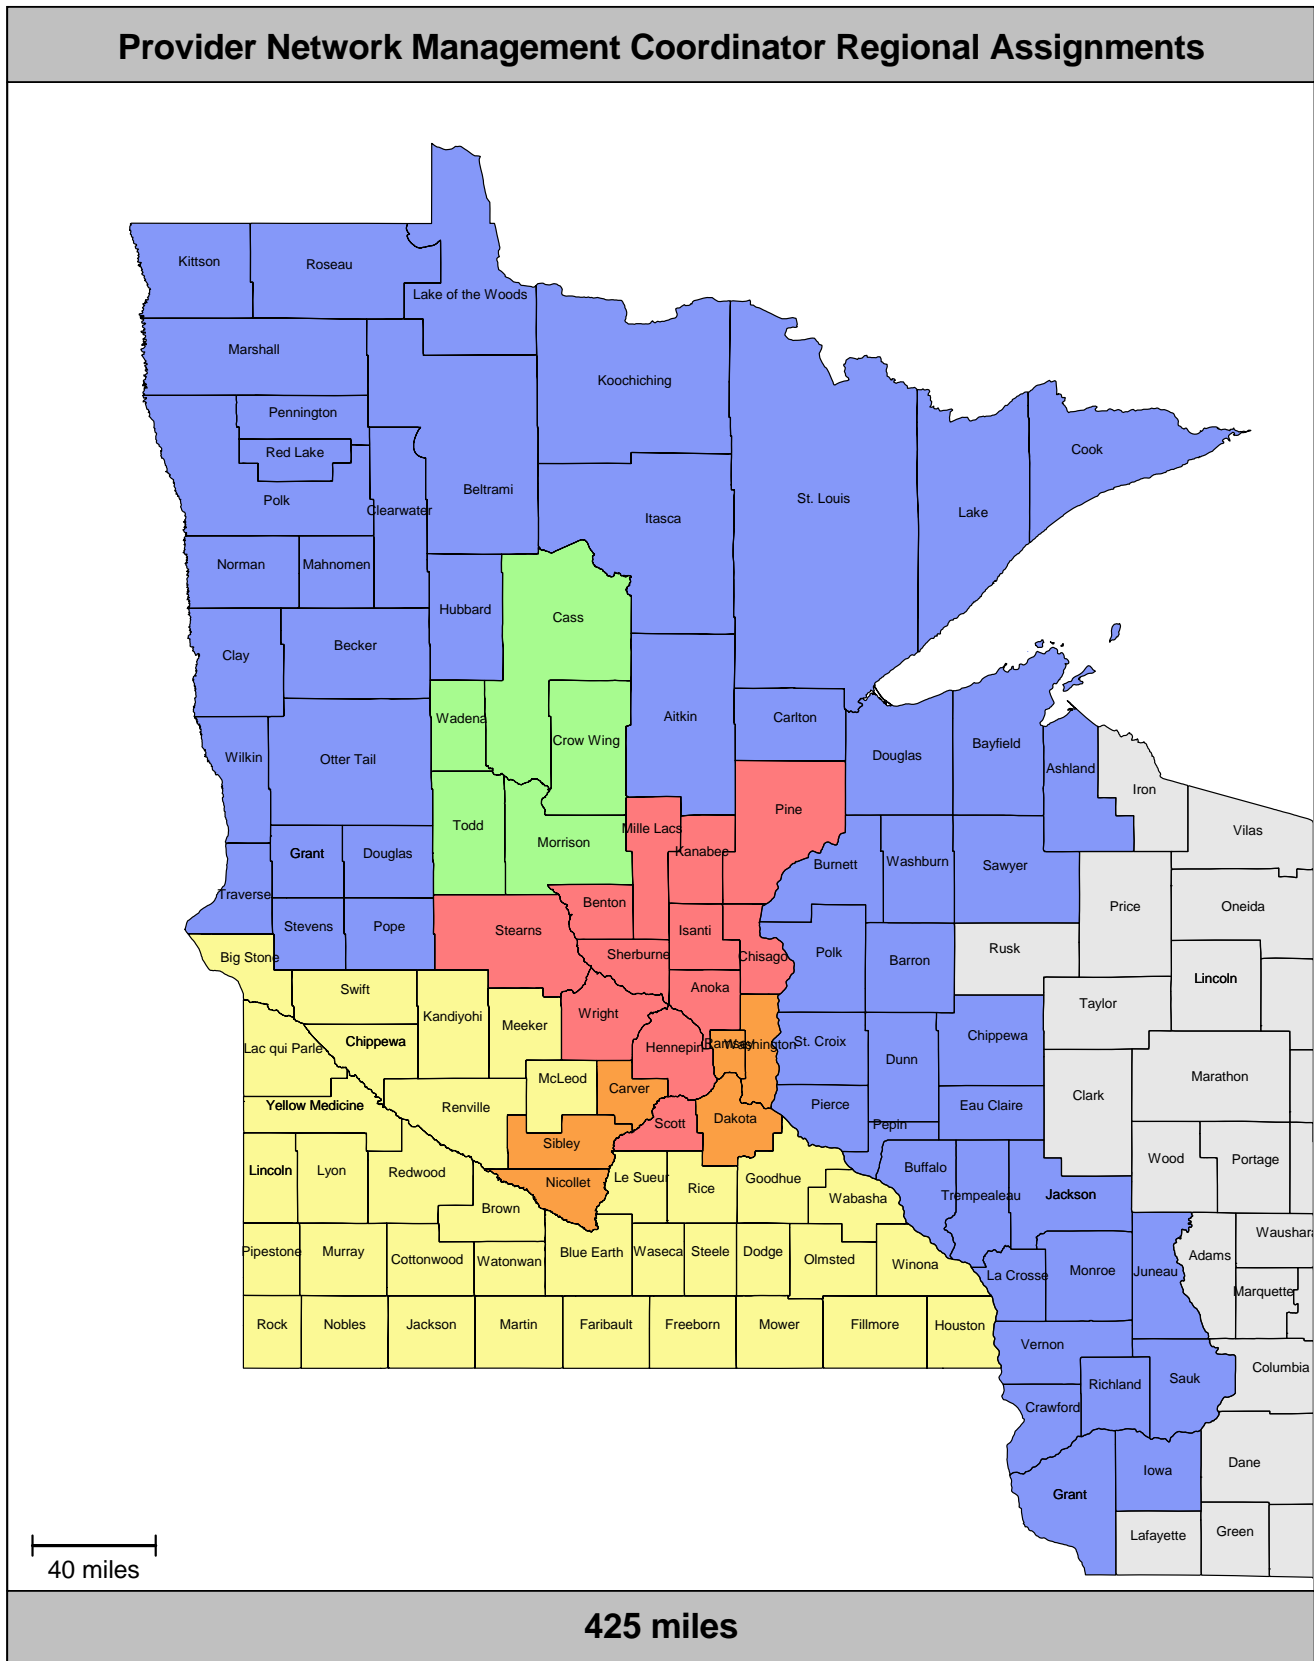 Provider Network Management Coordinator Regional Assignments
Kittson
Roseau
Lake of the Woods
Marshall
Koochiching
Pennington
Red Lake
Cook
Polk
Clearwater
Beltrami
St. Louis
Lake
Itasca
Norman
Mahnomen
Hubbard
Cass
Becker
Clay
Wadena
Aitkin
Carlton
Crow Wing
Bayfield
Douglas
Wilkin
Otter Tail
Ashland
Iron
Pine
Todd
Mille Lacs
Vilas
Morrison
Kanabec
Grant
Douglas
Burnett
Washburn
Sawyer
Traverse
Benton
Price
Oneida
Stevens
Pope
Stearns
Isanti
Rusk
Big Stone
Sherburne
Chisago
Polk
Barron
Lincoln
Swift
Anoka
Taylor
Kandiyohi
Meeker
Wright
Chippewa
Chippewa
St. Croix
Lac qui Parle
Hennepin
Ramsey
Washington
Dunn
McLeod
Marathon
Carver
Clark
Yellow Medicine
Renville
Pierce
Eau Claire
Scott
Dakota
Pepin
Sibley
Wood
Portage
Lincoln
Lyon
Redwood
Nicollet
Le Sueur
Rice
Goodhue
Buffalo
Trempealeau
Jackson
Wabasha
Brown
Waushara
Pipestone
Murray
Cottonwood
Watonwan
Blue Earth
Waseca
Steele
Dodge
Olmsted
Winona
La Crosse
Monroe
Juneau
Adams
Marquette
Rock
Nobles
Jackson
Martin
Faribault
Freeborn
Mower
Fillmore
Houston
Vernon
Columbia
Richland
Sauk
Crawford
Dane
Iowa
Grant
Lafayette
Green
40 miles
425 miles